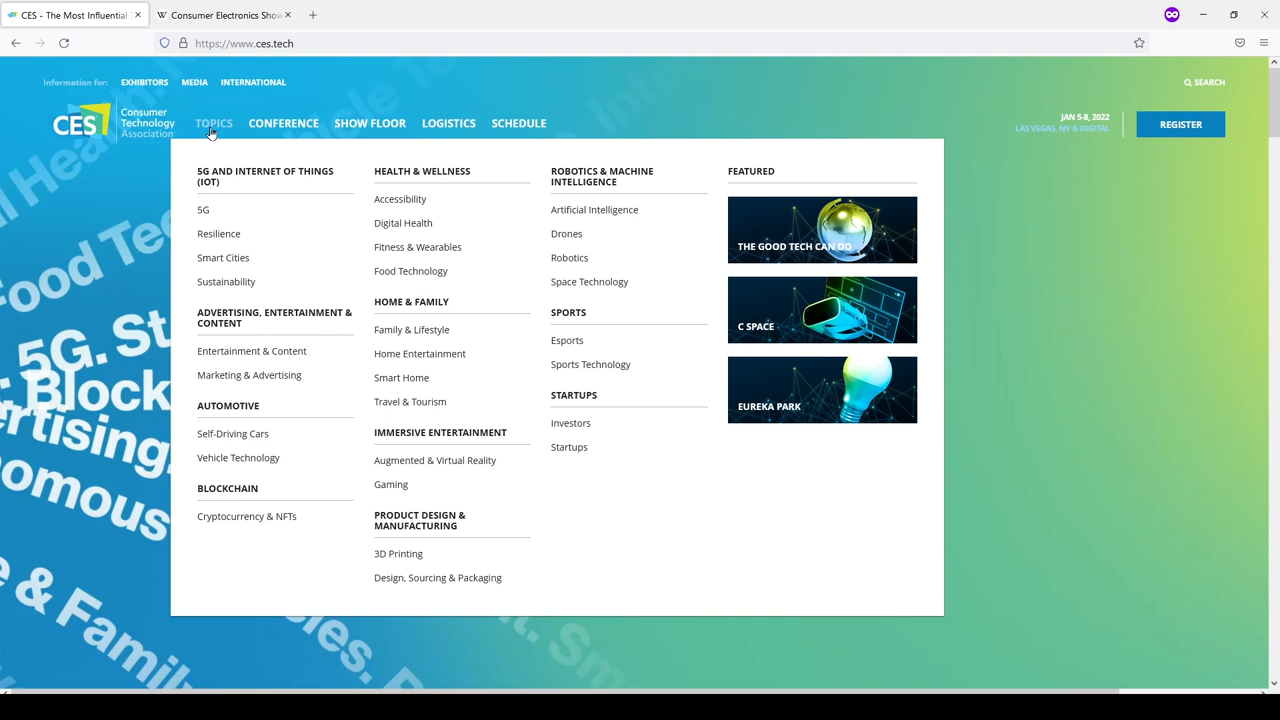 CES - The Most Influential T
Consumer Electronics Show
https://www.ces.tech
Information for:
EXHIBITORS
MEDIA
INTERNATIONAL
SEARCH
CES
Consumer
Technology
Association
TOPICS
CONFERENCE
SHOW FLOOR
LOGISTICS
SCHEDULE
JAN 5-8, 2022
LAS VEGAS, NV & DIGITAL
REGISTER
5G AND INTERNET OF THINGS
(IOT)
5G
Resilience
Smart Cities
Sustainability
ADVERTISING, ENTERTAINMENT &
CONTENT
Entertainment & Content
Marketing & Advertising
AUTOMOTIVE
Self-Driving Cars
Vehicle Technology
BLOCKCHAIN
Cryptocurrency & NFTs
HEALTH & WELLNESS
Accessibility
Digital Health
Fitness & Wearables
Food Technology
HOME & FAMILY
Family & Lifestyle
Home Entertainment
Smart Home
Travel & Tourism
IMMERSIVE ENTERTAINMENT
Augmented & Virtual Reality
Gaming
PRODUCT DESIGN &
MANUFACTURING
3D Printing
Design, Sourcing & Packaging
ROBOTICS & MACHINE
INTELLIGENCE
Artificial Intelligence
Drones
Robotics
Space Technology
SPORTS
Esports
Sports Technology
STARTUPS
Investors
Startups
FEATURED
THE GOOD TECH CAN DO
C SPACE
EUREKA PARK
Food Tec
5G. St
Block
rtising.
nomous
e & Family